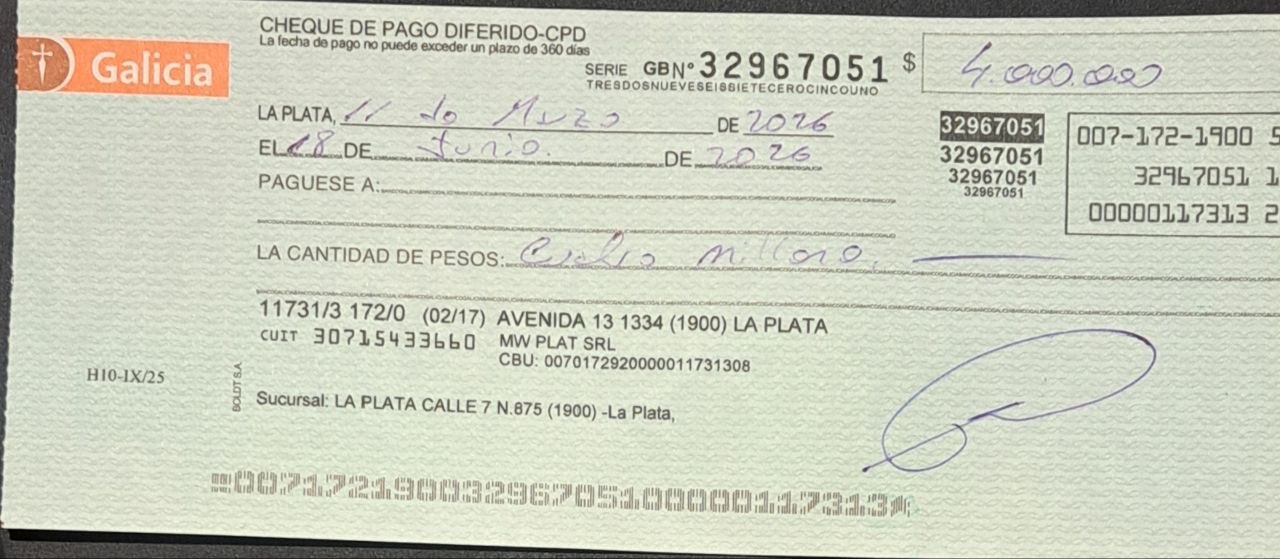 CHEQUE DE PAGO DIFERIDO-CPD
La fecha de pago no puede exceder un plazo de 360 días
Galicia
SERIE GB Nº 32967051 $ 4.000.000
TRESDOSNUEVESEISSIETECEROCINCOUNO
LA PLATA, 11 de Marzo DE 2026
EL 18 DE Junio. DE 2026
PAGUESE A:
32967051
32967051
32967051
32967051
007-172-1900 5
32967051 1
00000117313 2
LA CANTIDAD DE PESOS: Cuatro Millones.
11731/3 172/0 (02/17) AVENIDA 13 1334 (1900) LA PLATA
CUIT 30715433660 MW PLAT SRL
CBU: 0070172920000011731308
H10-IX/25
BOLDT S.A.
Sucursal: LA PLATA CALLE 7 N.875 (1900) -La Plata,
00717219003296705100000117313